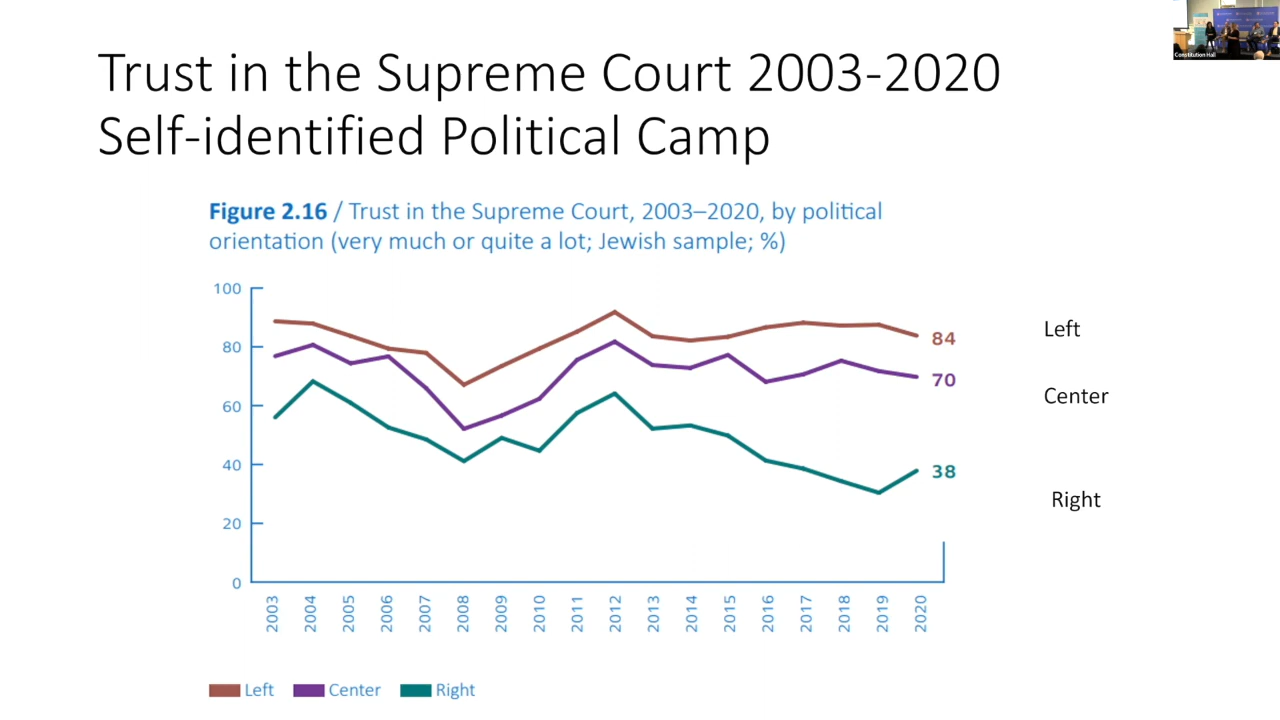 Constitution Hall
Trust in the Supreme Court 2003-2020
Self-identified Political Camp
Figure 2.16 / Trust in the Supreme Court, 2003–2020, by political
orientation (very much or quite a lot; Jewish sample; %)
100
80
60
40
20
0
84
70
38
Left
Center
Right
2003 2004 2005 2006 2007 2008 2009 2010 2011 2012 2013 2014 2015 2016 2017 2018 2019 2020
Left Center Right